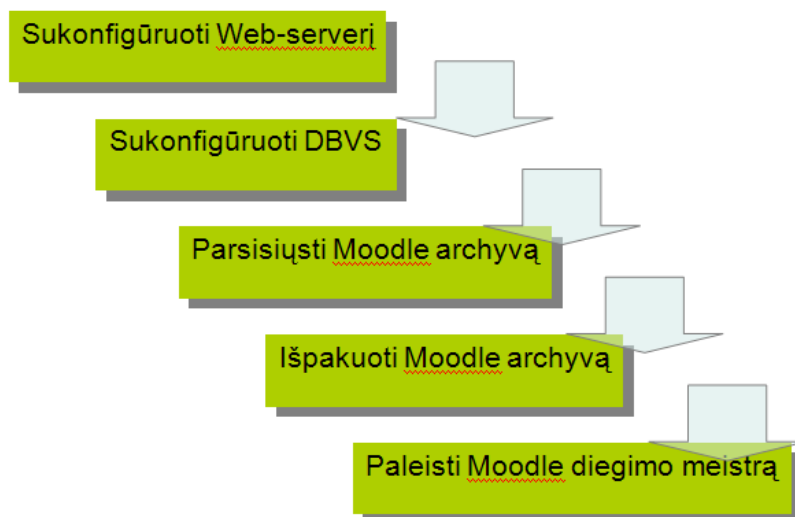 Sukonfigūruoti Web-serverį
Sukonfigūruoti DBVS
Parsisiųsti Moodle archyvą
Išpakuoti Moodle archyvą
Paleisti Moodle diegimo meistrą